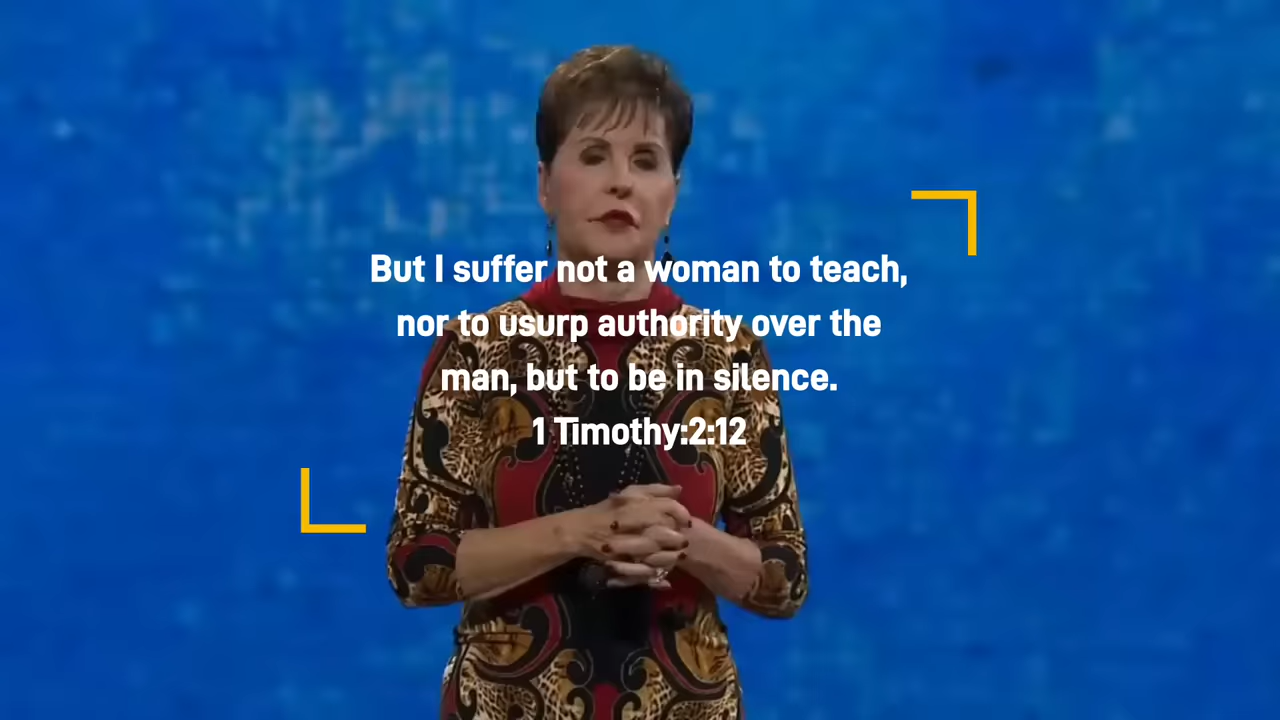 But I suffer not a woman to teach,
nor to usurp authority over the
man, but to be in silence.
1 Timothy:2:12